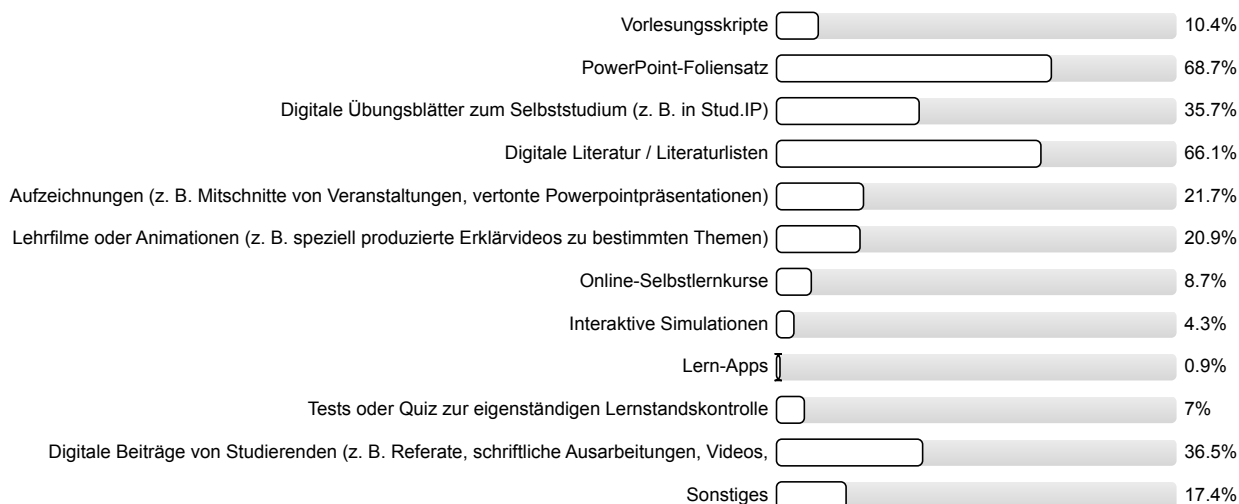 Vorlesungsskripte 10.4%
PowerPoint-Foliensatz 68.7%
Digitale Übungsblätter zum Selbststudium (z. B. in Stud.IP) 35.7%
Digitale Literatur / Literaturlisten 66.1%
Aufzeichnungen (z. B. Mitschnitte von Veranstaltungen, vertonte Powerpointpräsentationen) 21.7%
Lehrfilme oder Animationen (z. B. speziell produzierte Erklärvideos zu bestimmten Themen) 20.9%
Online-Selbstlernkurse 8.7%
Interaktive Simulationen 4.3%
Lern-Apps 0.9%
Tests oder Quiz zur eigenständigen Lernstandskontrolle 7%
Digitale Beiträge von Studierenden (z. B. Referate, schriftliche Ausarbeitungen, Videos, 36.5%
Sonstiges 17.4%